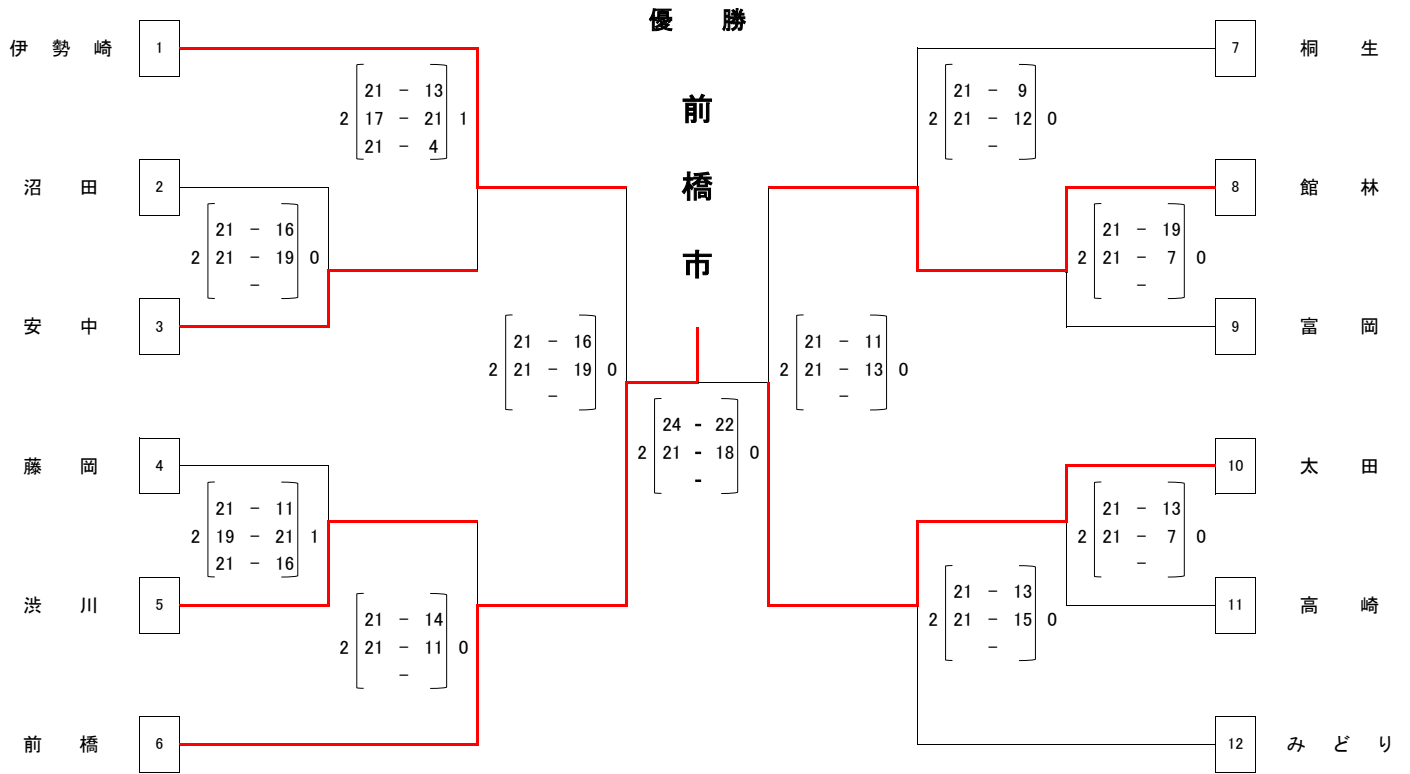 優 勝
前
橋
市
伊 勢 崎 1
21 - 13
2 17 - 21 1
21 - 4
沼 田 2
21 - 16
2 21 - 19 0
-
安 中 3
21 - 16
2 21 - 19 0
-
藤 岡 4
21 - 11
2 19 - 21 1
21 - 16
渋 川 5
21 - 14
2 21 - 11 0
-
前 橋 6
24 - 22
2 21 - 18 0
-
7 桐 生
21 - 9
2 21 - 12 0
-
8 館 林
21 - 19
2 21 - 7 0
-
9 富 岡
21 - 11
2 21 - 13 0
-
10 太 田
21 - 13
2 21 - 7 0
-
11 高 崎
21 - 13
2 21 - 15 0
-
12 み ど り